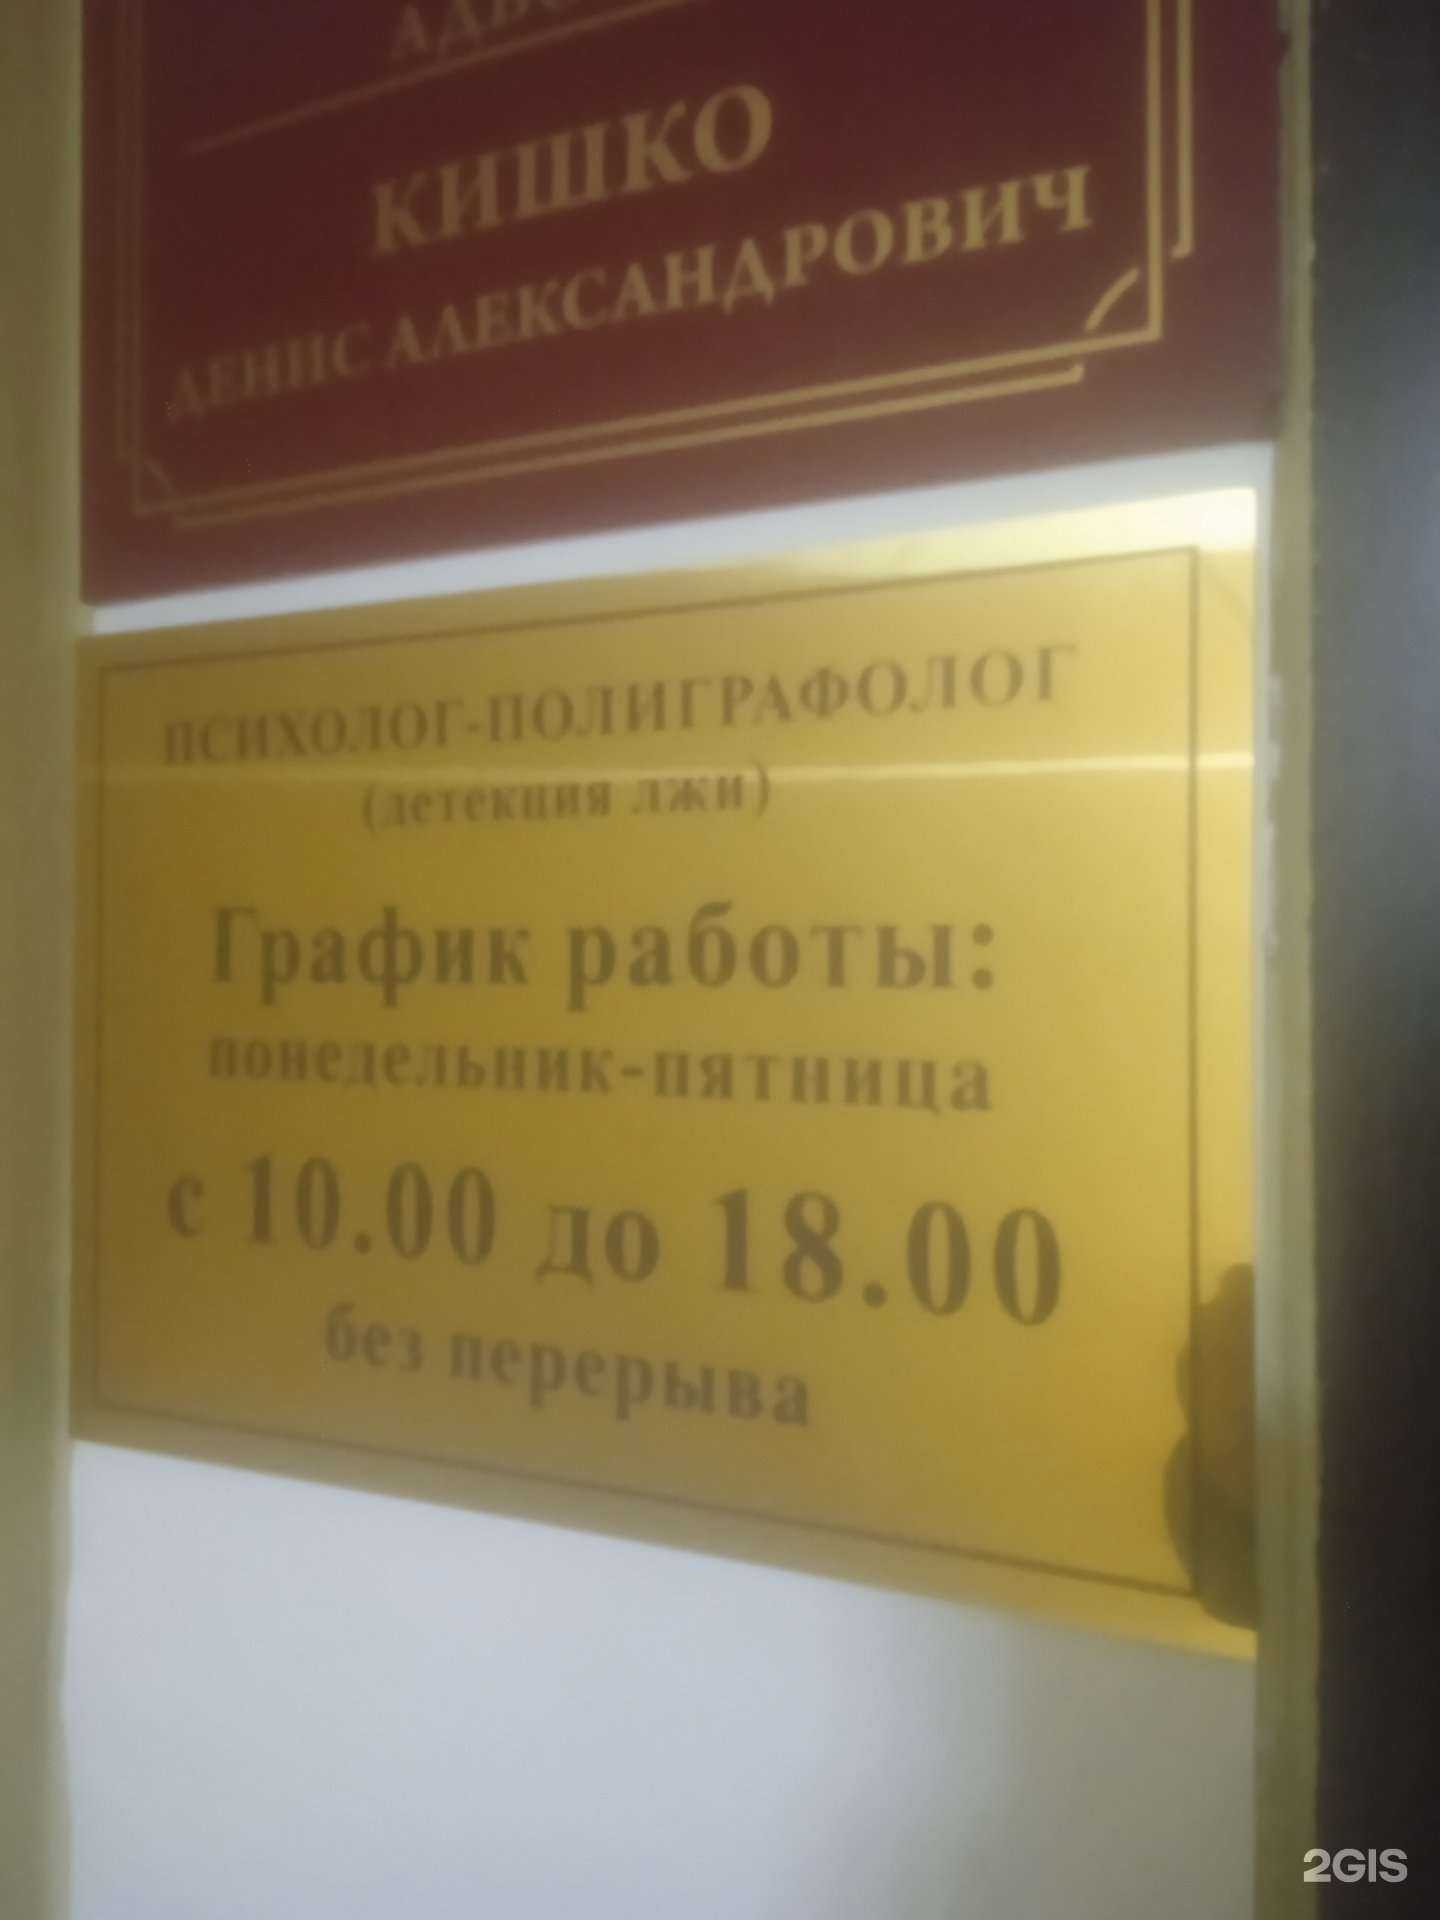 КИШКО
ДЕНИС АЛЕКСАНДРОВИЧ
ПСИХОЛОГ-ПОЛИГРАФОЛОГ
(детекция лжи)
График работы:
понедельник-пятница
с 10.00 до 18.00
без перерыва
2GIS